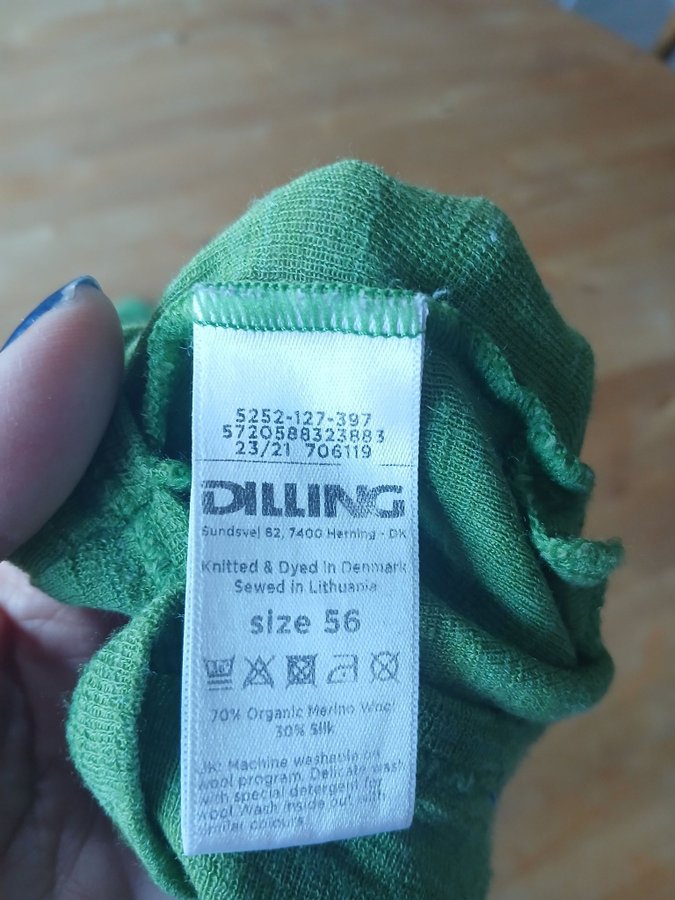 5252-127-397
5720588323883
23/21 706119
DILLING
Sundsvej 62, 7400 Herning - DK
Knitted & Dyed in Denmark
Sewed in Lithuania
size 56
70% Organic Merino Wool
30% Silk
UK: Machine washable on
wool program. Delicate wash
with special detergent for
wool Wash inside out with
similar colours.